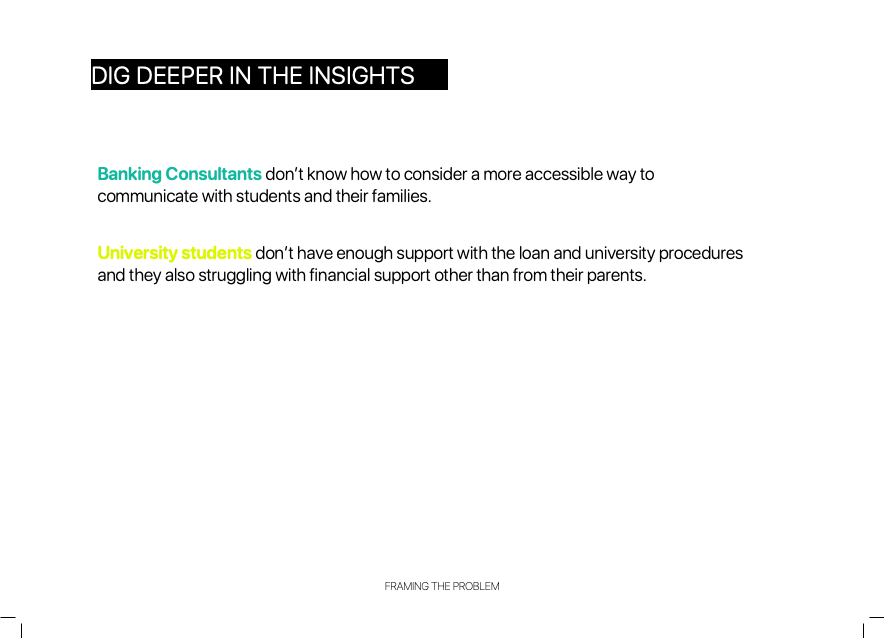 DIG DEEPER IN THE INSIGHTS
Banking Consultants don’t know how to consider a more accessible way to
communicate with students and their families.
University students don’t have enough support with the loan and university procedures
and they also struggling with financial support other than from their parents.
FRAMING THE PROBLEM